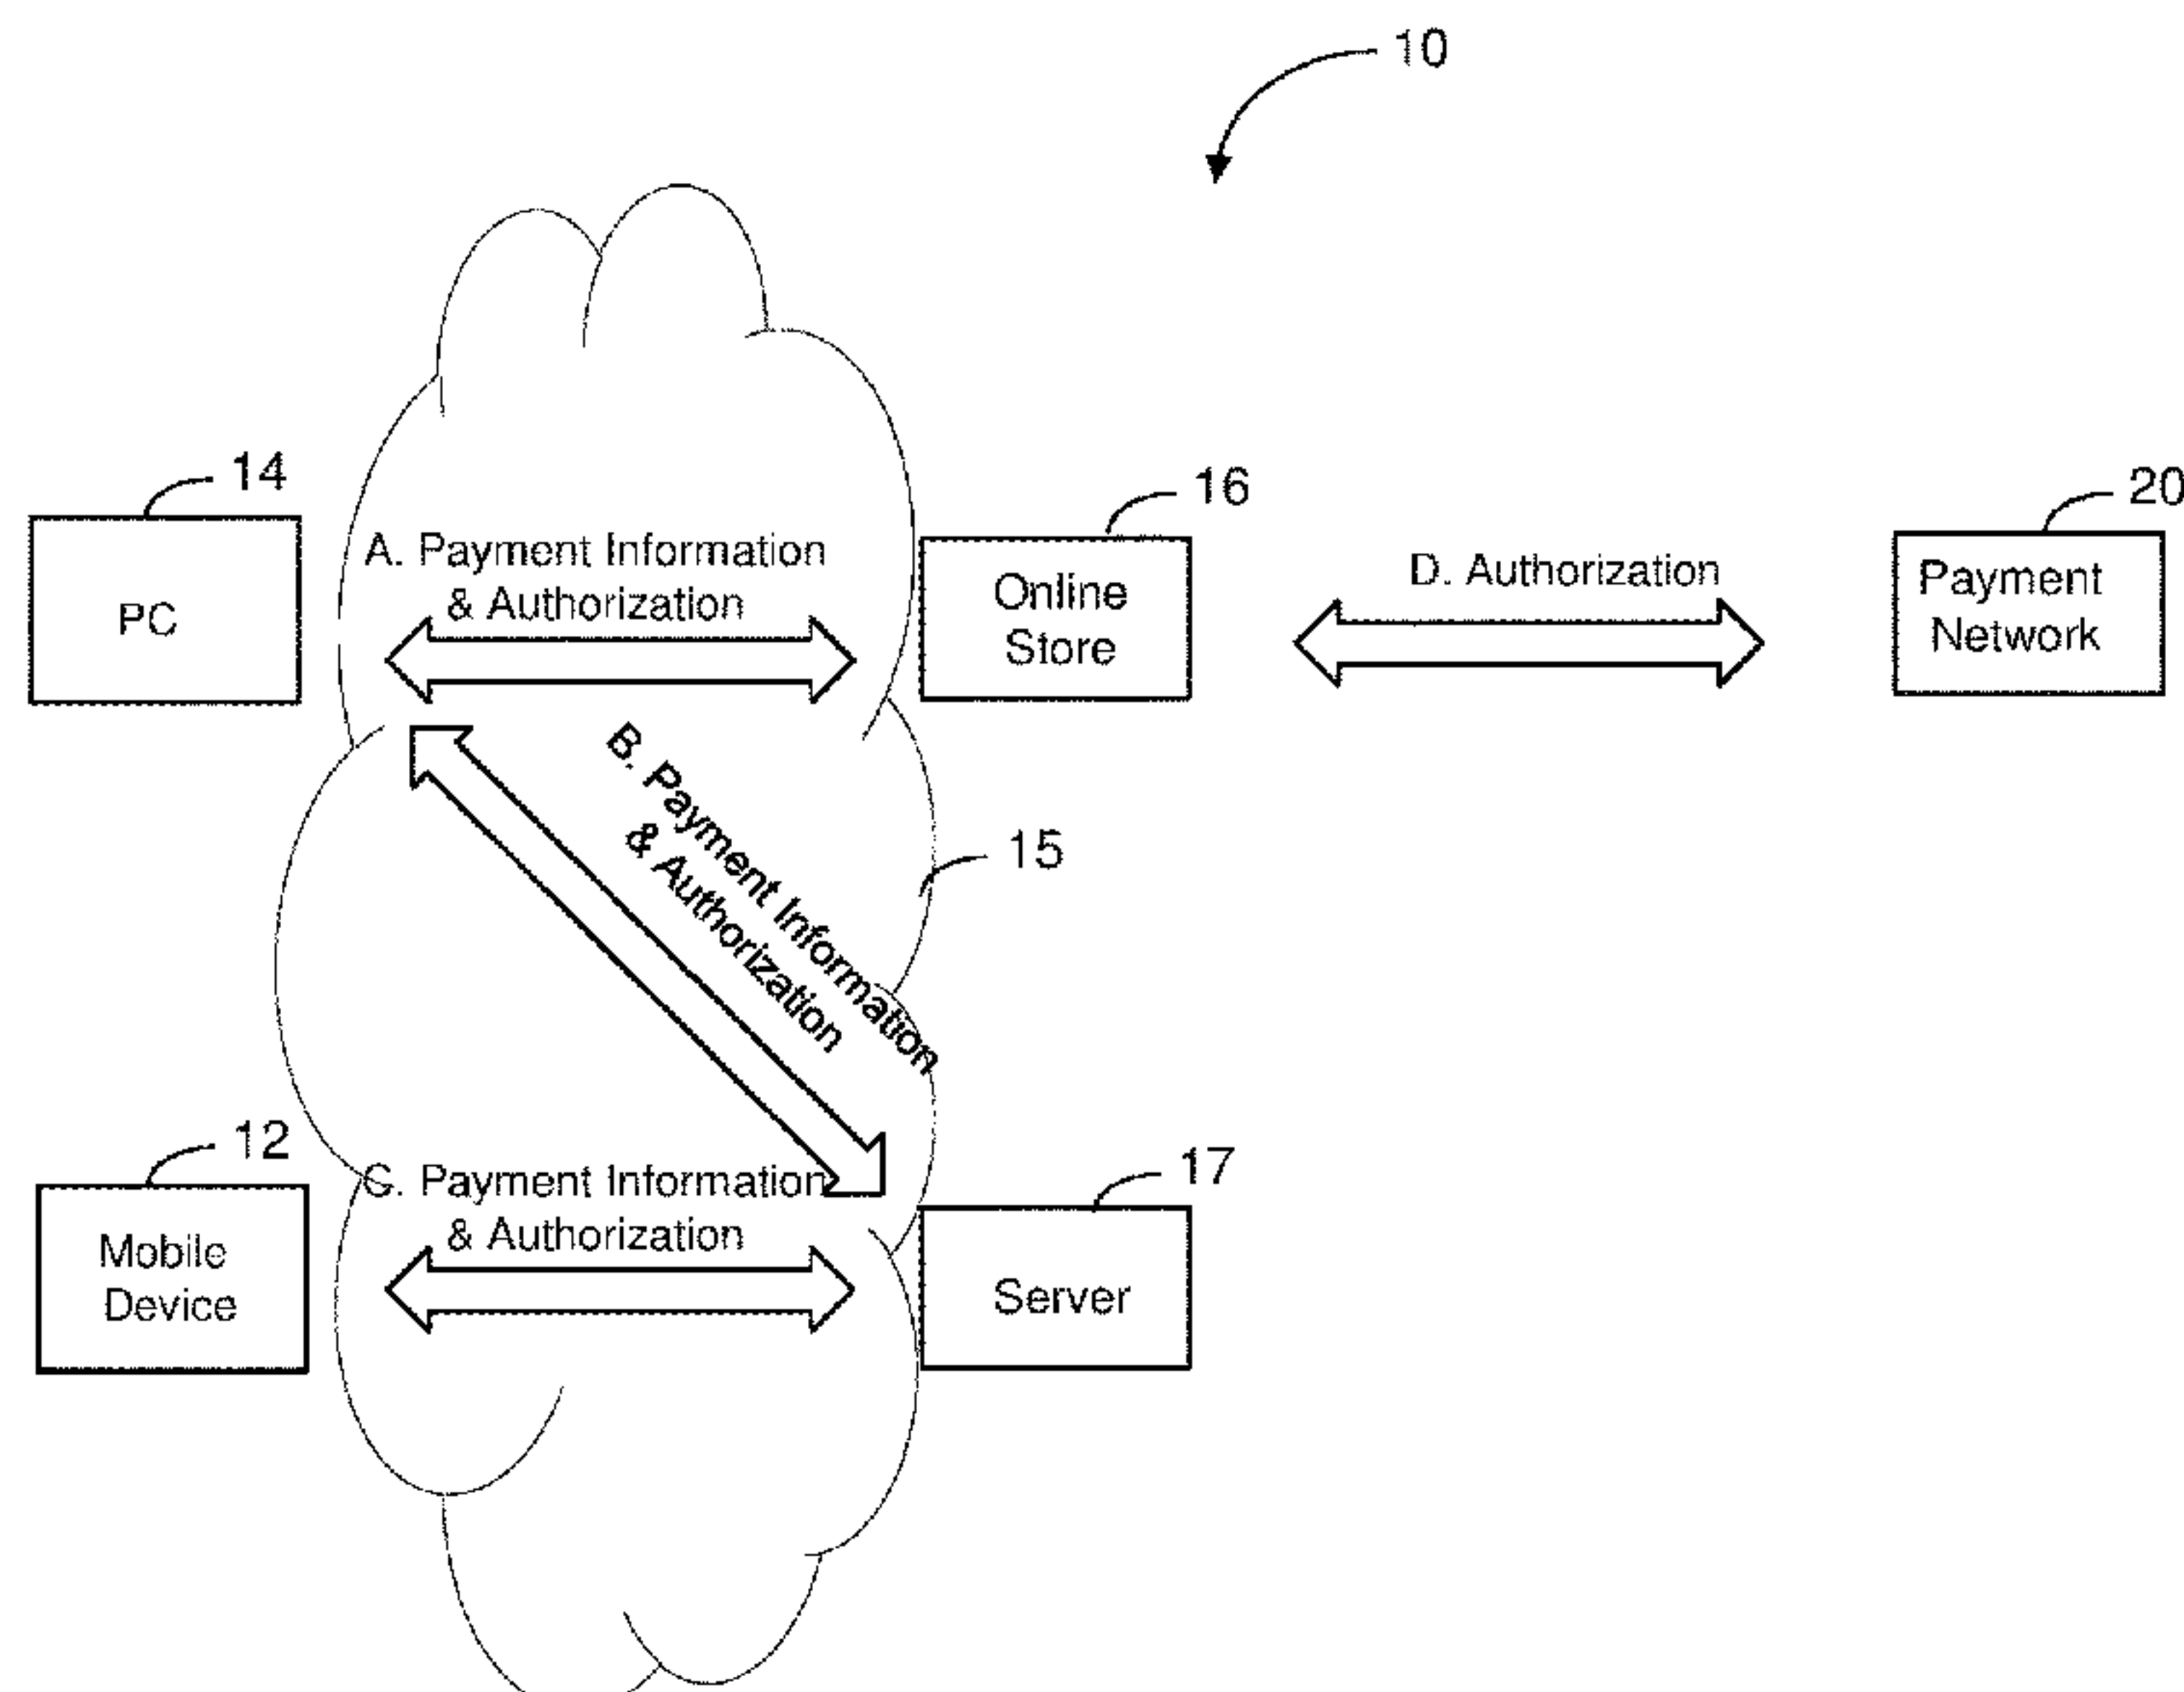 10
14
16
20
A. Payment Information
& Authorization
PC
Online
Store
D. Authorization
Payment
Network
B. Payment Information
& Authorization
15
12
17
C. Payment Information
& Authorization
Mobile
Device
Server